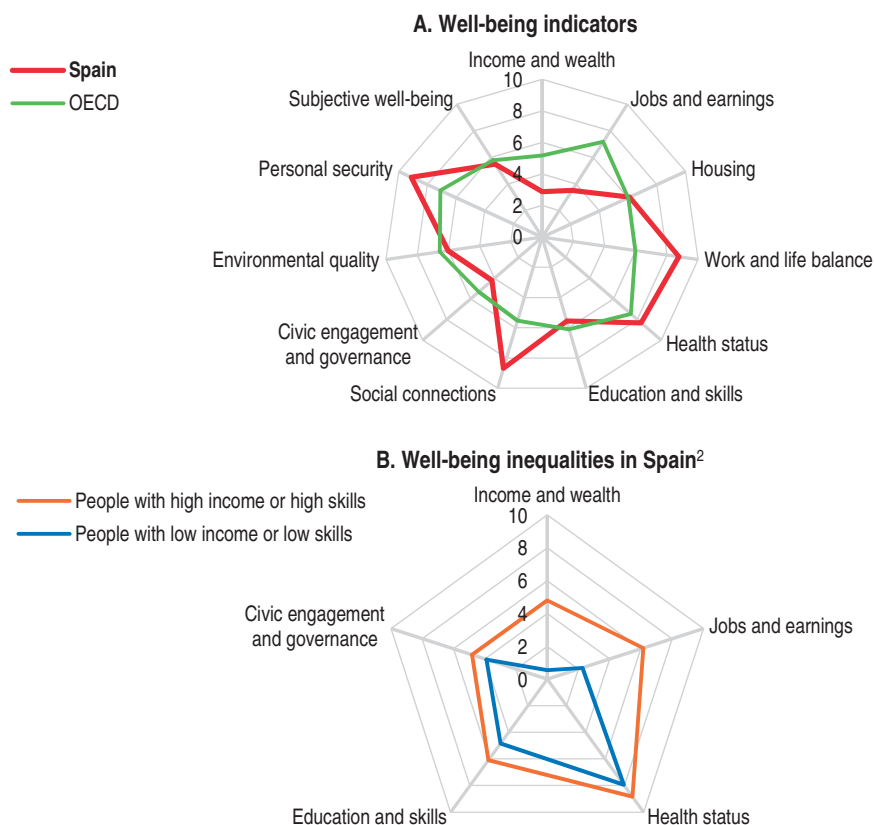 A. Well-being indicators
Spain
OECD
Income and wealth
10
8
6
4
2
0
Subjective well-being
Jobs and earnings
Personal security
Housing
Environmental quality
Work and life balance
Civic engagement
and governance
Health status
Social connections
Education and skills
B. Well-being inequalities in Spain²
People with high income or high skills
People with low income or low skills
Income and wealth
10
8
6
4
2
0
Civic engagement
and governance
Jobs and earnings
Education and skills
Health status